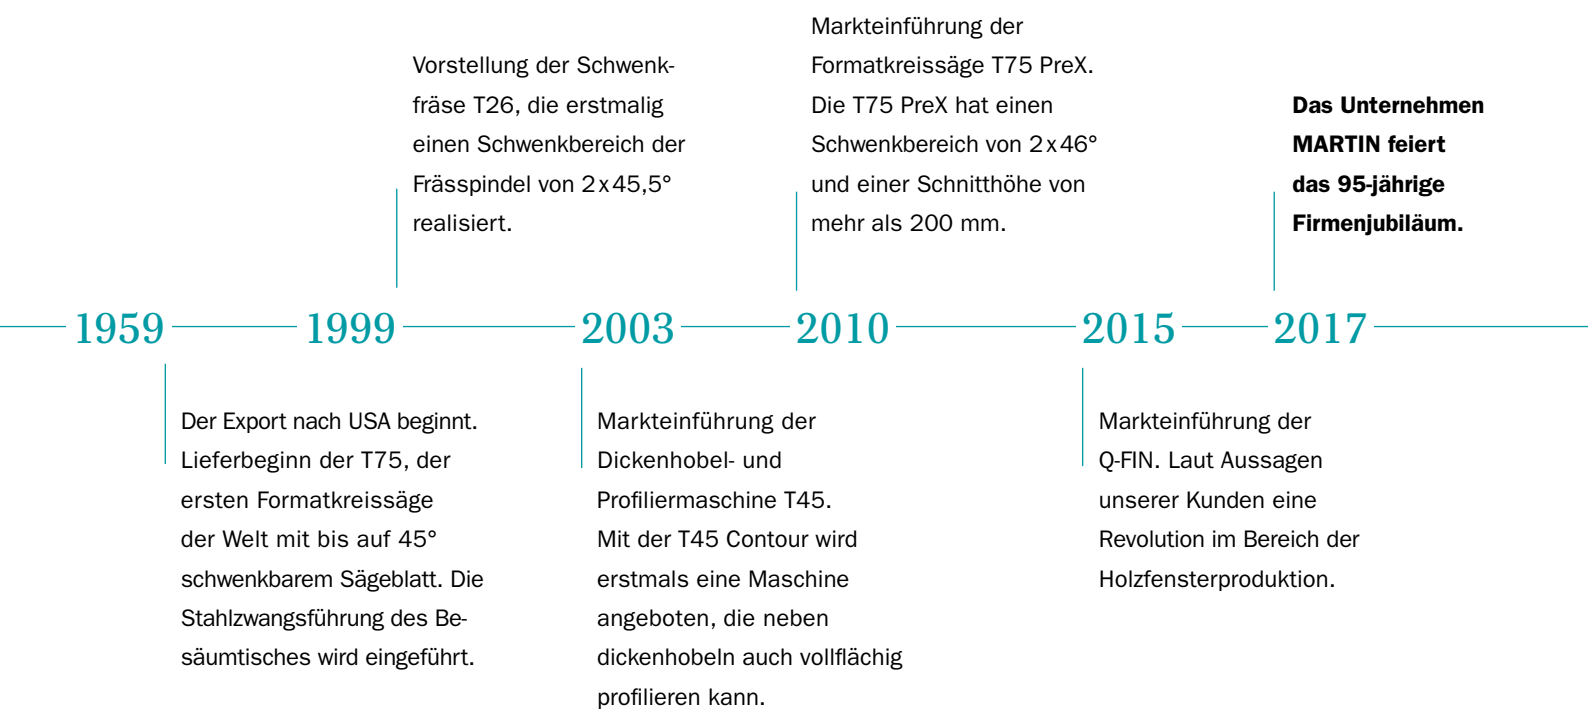 Vorstellung der Schwenk-
fräse T26, die erstmalig
einen Schwenkbereich der
Frässpindel von 2 x 45,5°
realisiert.
Markteinführung der
Formatkreissäge T75 PreX.
Die T75 PreX hat einen
Schwenkbereich von 2 x 46°
und einer Schnitthöhe von
mehr als 200 mm.
Das Unternehmen
MARTIN feiert
das 95-jährige
Firmenjubiläum.
1959 1999 2003 2010 2015 2017
Der Export nach USA beginnt.
Lieferbeginn der T75, der
ersten Formatkreissäge
der Welt mit bis auf 45°
schwenkbarem Sägeblatt. Die
Stahlzwangsführung des Be-
säumtisches wird eingeführt.
Markteinführung der
Dickenhobel- und
Profiliermaschine T45.
Mit der T45 Contour wird
erstmals eine Maschine
angeboten, die neben
dickenhobeln auch vollflächig
profilieren kann.
Markteinführung der
Q-FIN. Laut Aussagen
unserer Kunden eine
Revolution im Bereich der
Holzfensterproduktion.